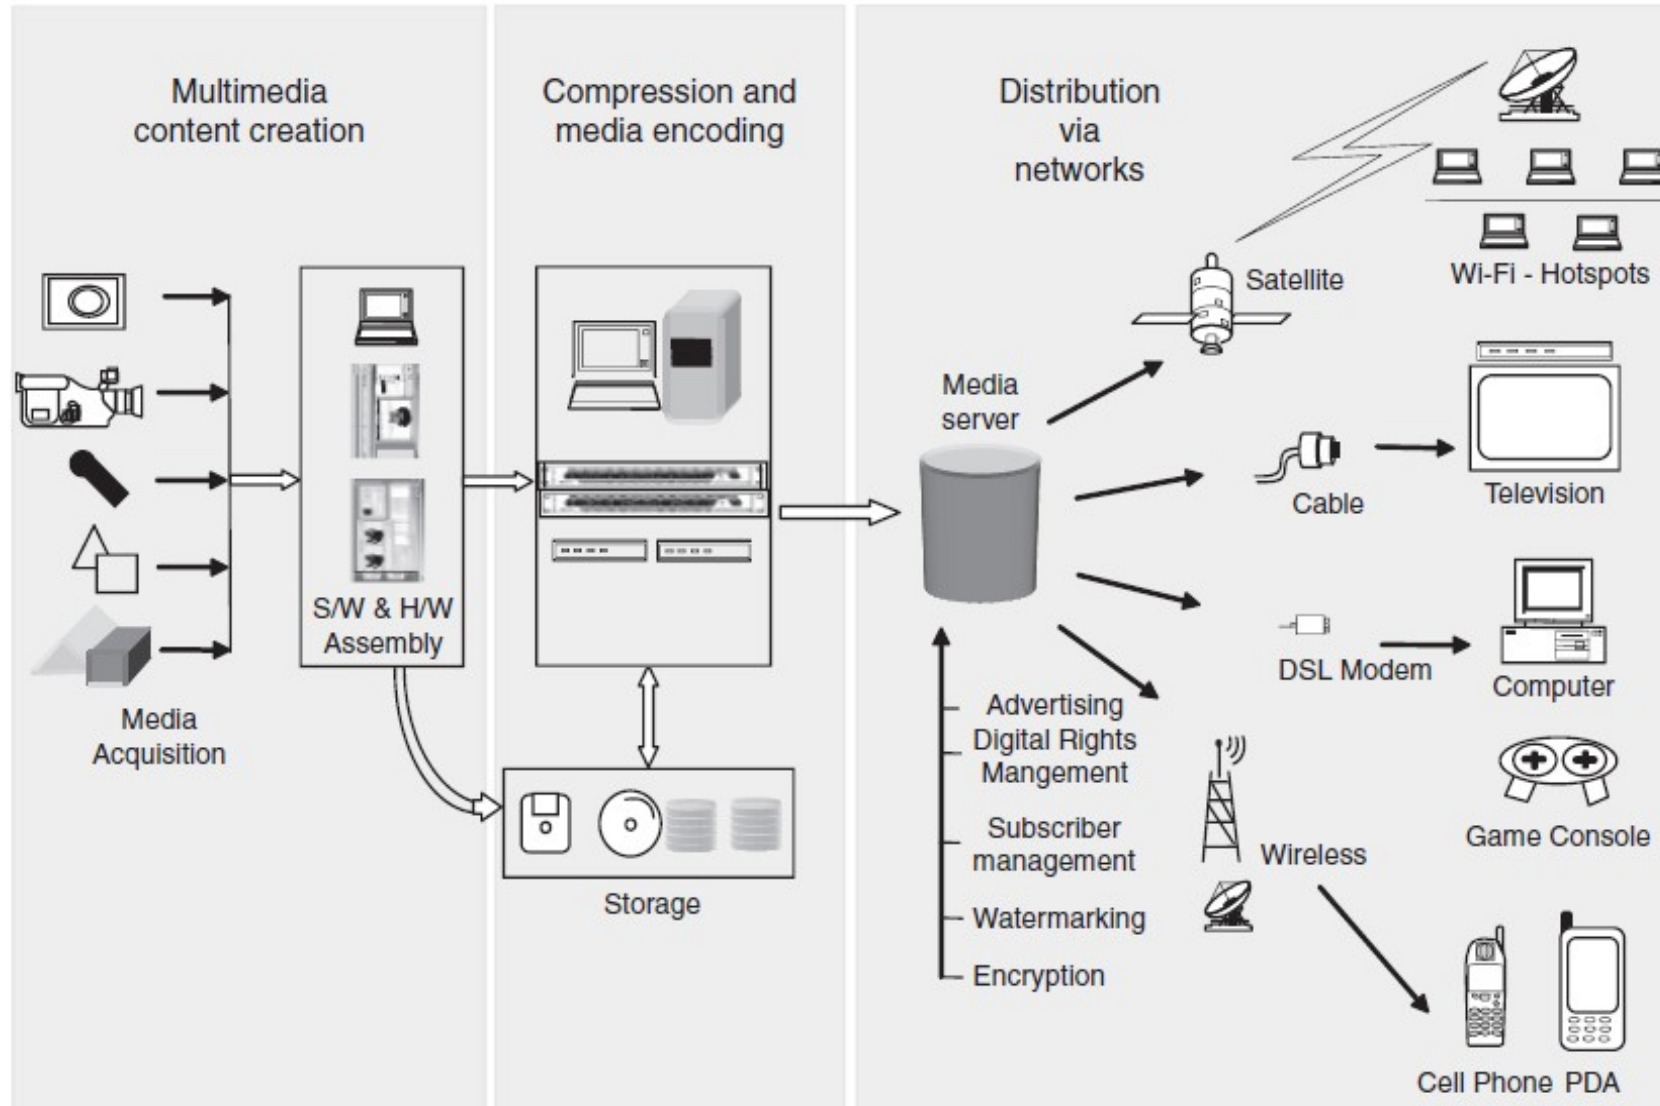 Multimedia
content creation
Compression and
media encoding
Distribution
via
networks
S/W & H/W
Assembly
Media
Acquisition
Storage
Media
server
Satellite
Wi-Fi - Hotspots
Cable
Television
DSL Modem
Computer
Advertising
Digital Rights
Mangement
Subscriber
management
Watermarking
Encryption
Wireless
Game Console
Cell Phone PDA